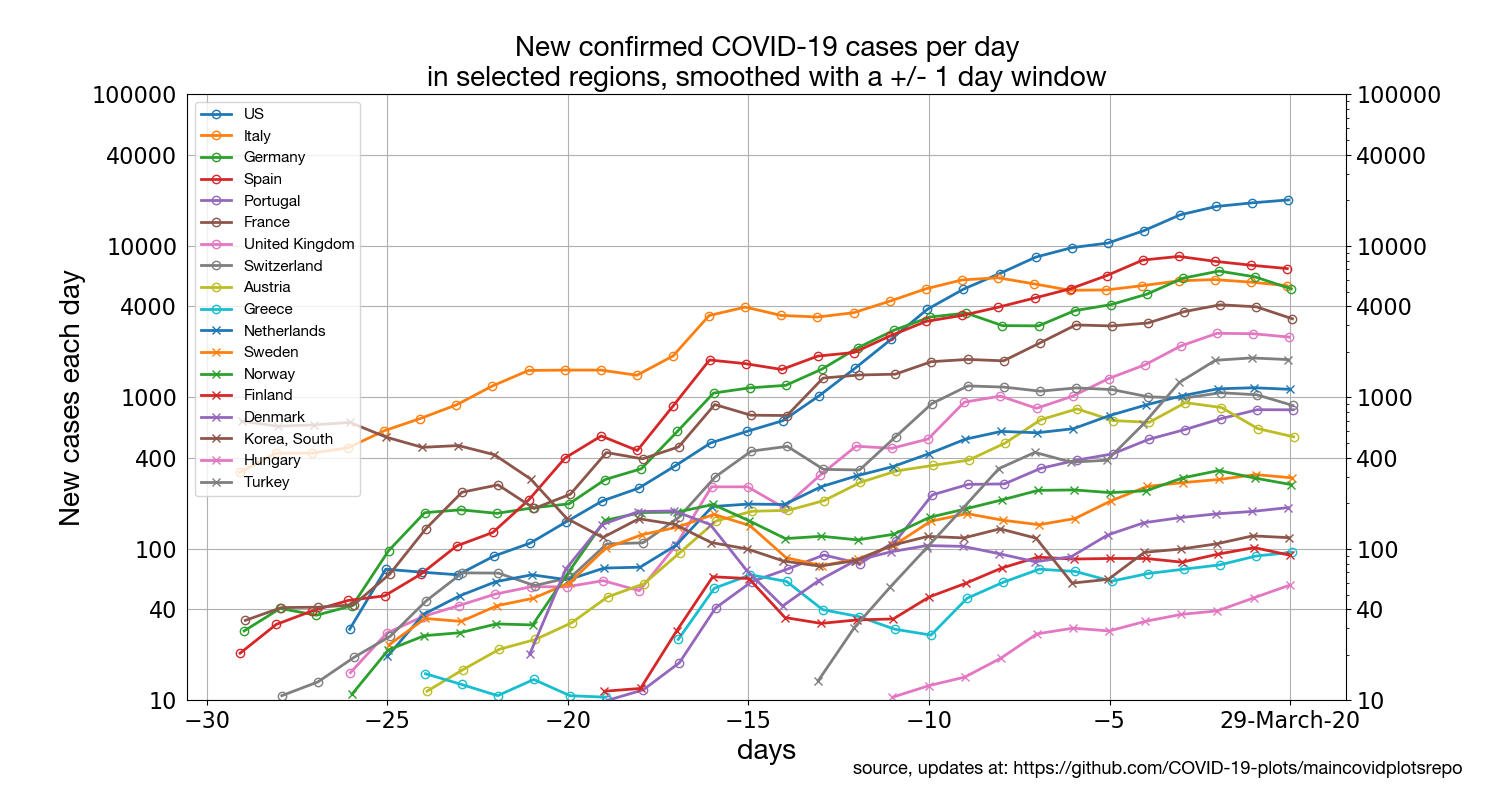 New confirmed COVID-19 cases per day
in selected regions, smoothed with a +/- 1 day window
100000
40000
10000
4000
1000
400
100
40
10
New cases each day
US
Italy
Germany
Spain
Portugal
France
United Kingdom
Switzerland
Austria
Greece
Netherlands
Sweden
Norway
Finland
Denmark
Korea, South
Hungary
Turkey
100000
40000
10000
4000
1000
400
100
40
10
−30 −25 −20 −15 −10 −5 29-March-20
days
source, updates at: https://github.com/COVID-19-plots/maincovidplotsrepo